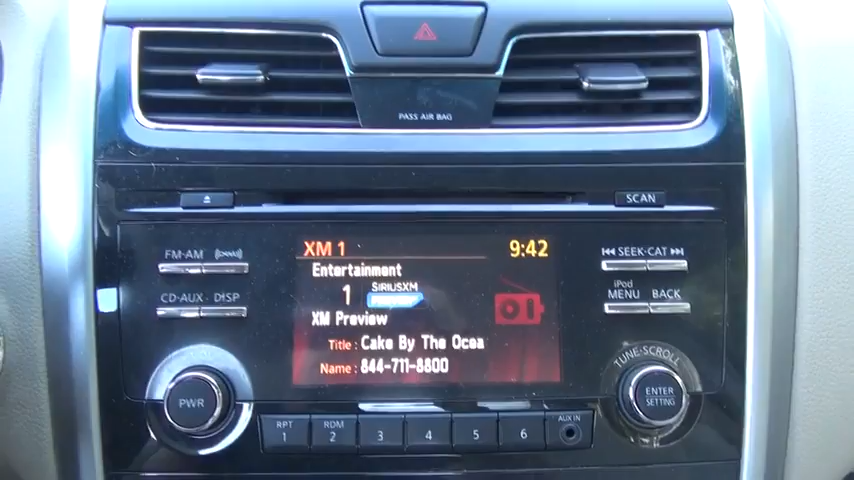 PASS AIR BAG
SCAN
FM-AM
CD-AUX DISP
XM 1 9:42
Entertainment
1 SIRIUSXM
XM Preview
Title : Cake By The Ocea
Name : 844-711-8800
SEEK-CAT
iPod
MENU BACK
TUNE/SCROLL
PWR
ENTER
SETTING
RPT RDM
1 2 3 4 5 6
AUX IN